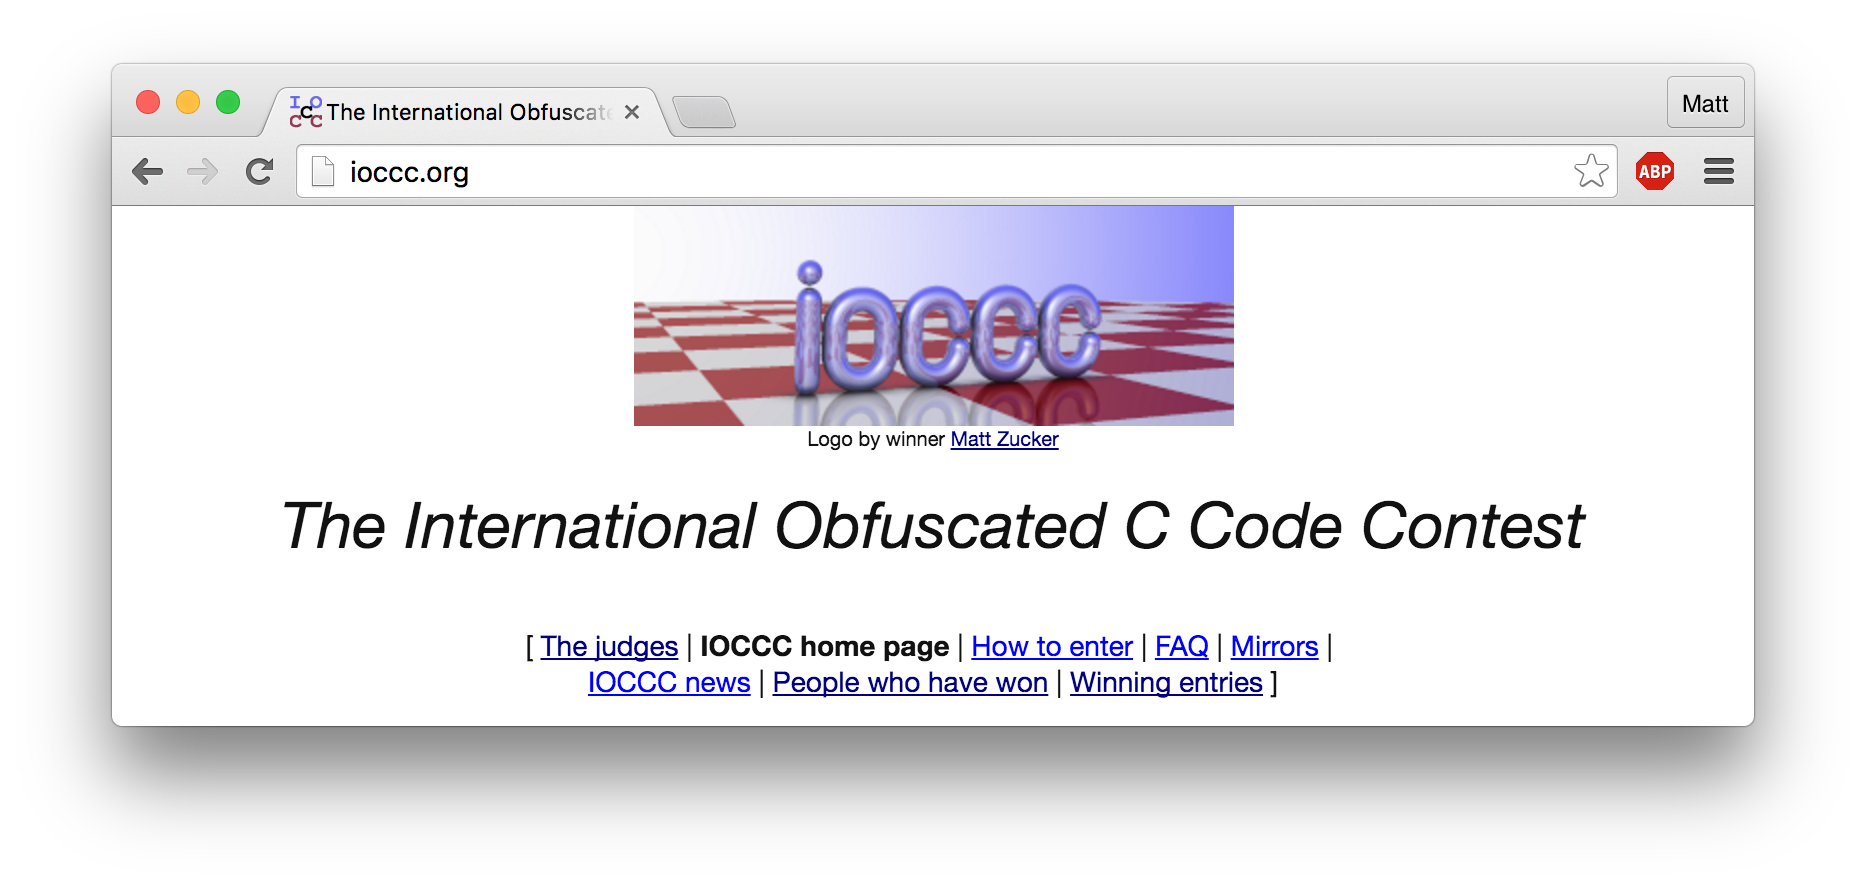 I O
C
C C
The International Obfuscate
Matt
ioccc.org
ABP
ioccc
Logo by winner Matt Zucker
The International Obfuscated C Code Contest
[ The judges | IOCCC home page | How to enter | FAQ | Mirrors |
IOCCC news | People who have won | Winning entries ]